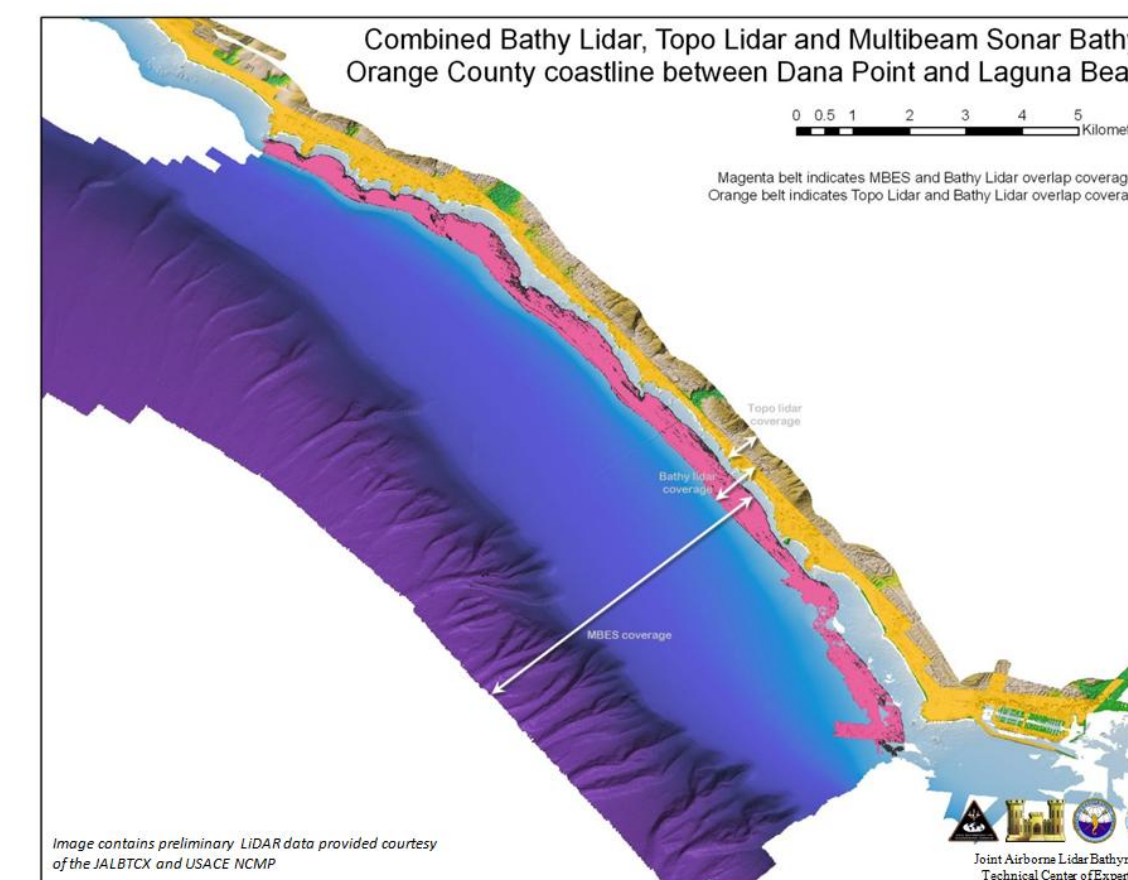 Combined Bathy Lidar, Topo Lidar and Multibeam Sonar Bathy
Orange County coastline between Dana Point and Laguna Bea
0 0.5 1 2 3 4 5
Kilomet
Magenta belt indicates MBES and Bathy Lidar overlap coverag
Orange belt indicates Topo Lidar and Bathy Lidar overlap covera
Topo lidar
coverage
Bathy lidar
coverage
MBES coverage
Image contains preliminary LiDAR data provided courtesy
of the JALBTCX and USACE NCMP
Joint Airborne Lidar Bathy
Technical Center of Expert